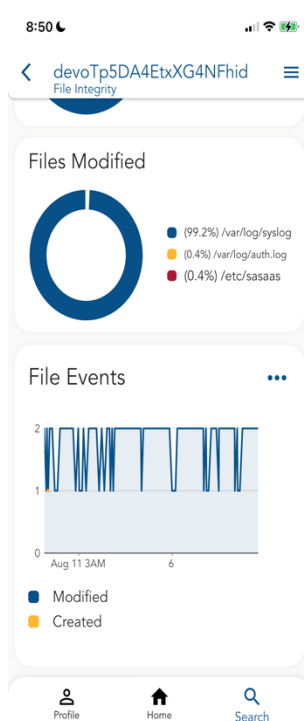 8:50
devoTp5DA4EtxXG4NFhid
File Integrity
Files Modified
(99.2%) /var/log/syslog
(0.4%) /var/log/auth.log
(0.4%) /etc/sasaas
File Events
2
1
0
Aug 11 3AM
6
Modified
Created
Profile
Home
Search